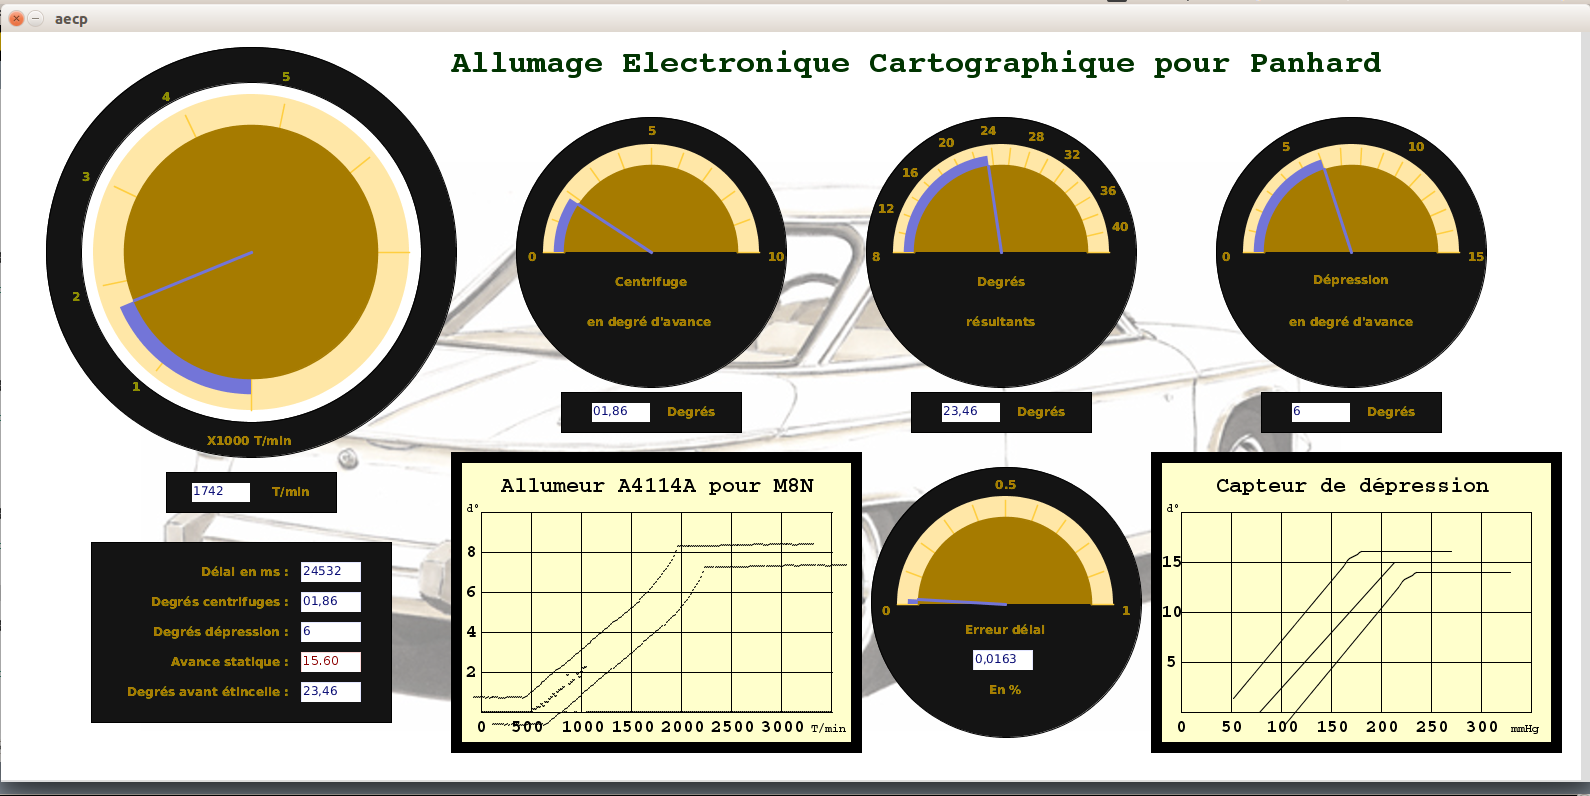 aecp
Allumage Electronique Cartographique pour Panhard
1
2
3
4
5
X1000 T/min
1742 T/min
0
5
10
Centrifuge
en degré d'avance
01,86 Degrés
8
12
16
20
24
28
32
36
40
Degrés
résultants
23,46 Degrés
0
5
10
15
Dépression
en degré d'avance
6 Degrés
Délai en ms : 24532
Degrés centrifuges : 01,86
Degrés dépression : 6
Avance statique : 15.60
Degrés avant étincelle : 23,46
Allumeur A4114A pour M8N
d°
8
6
4
2
0 500 1000 1500 2000 2500 3000 T/min
0
0.5
1
Erreur délai
0,0163
En %
Capteur de dépression
d°
15
10
5
0 50 100 150 200 250 300 mmHg